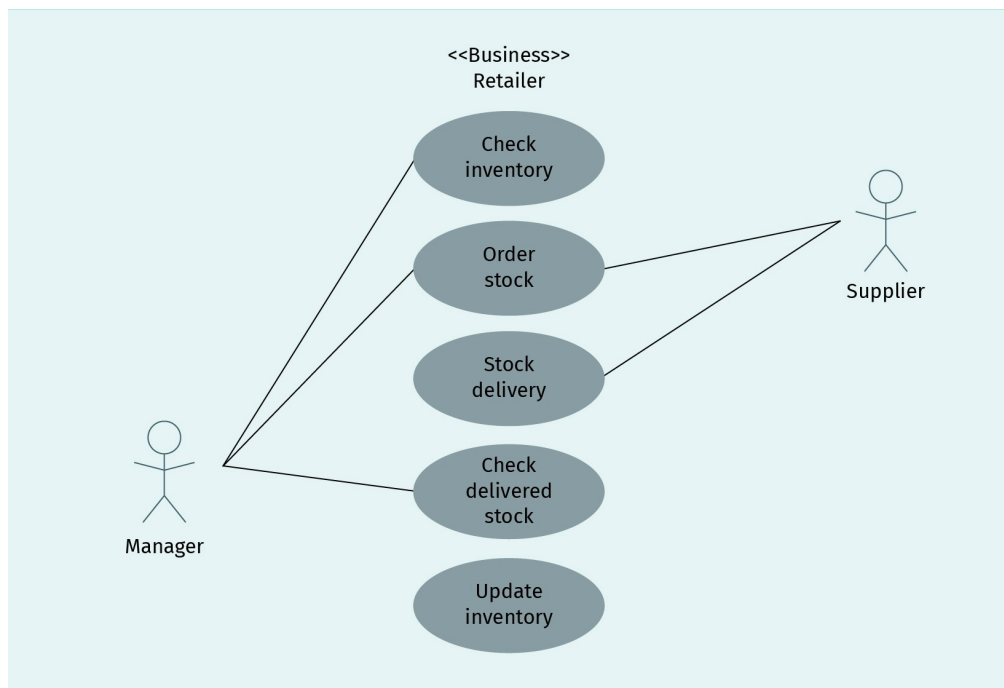 <<Business>>
Retailer
Check
inventory
Order
stock
Supplier
Stock
delivery
Check
delivered
stock
Manager
Update
inventory